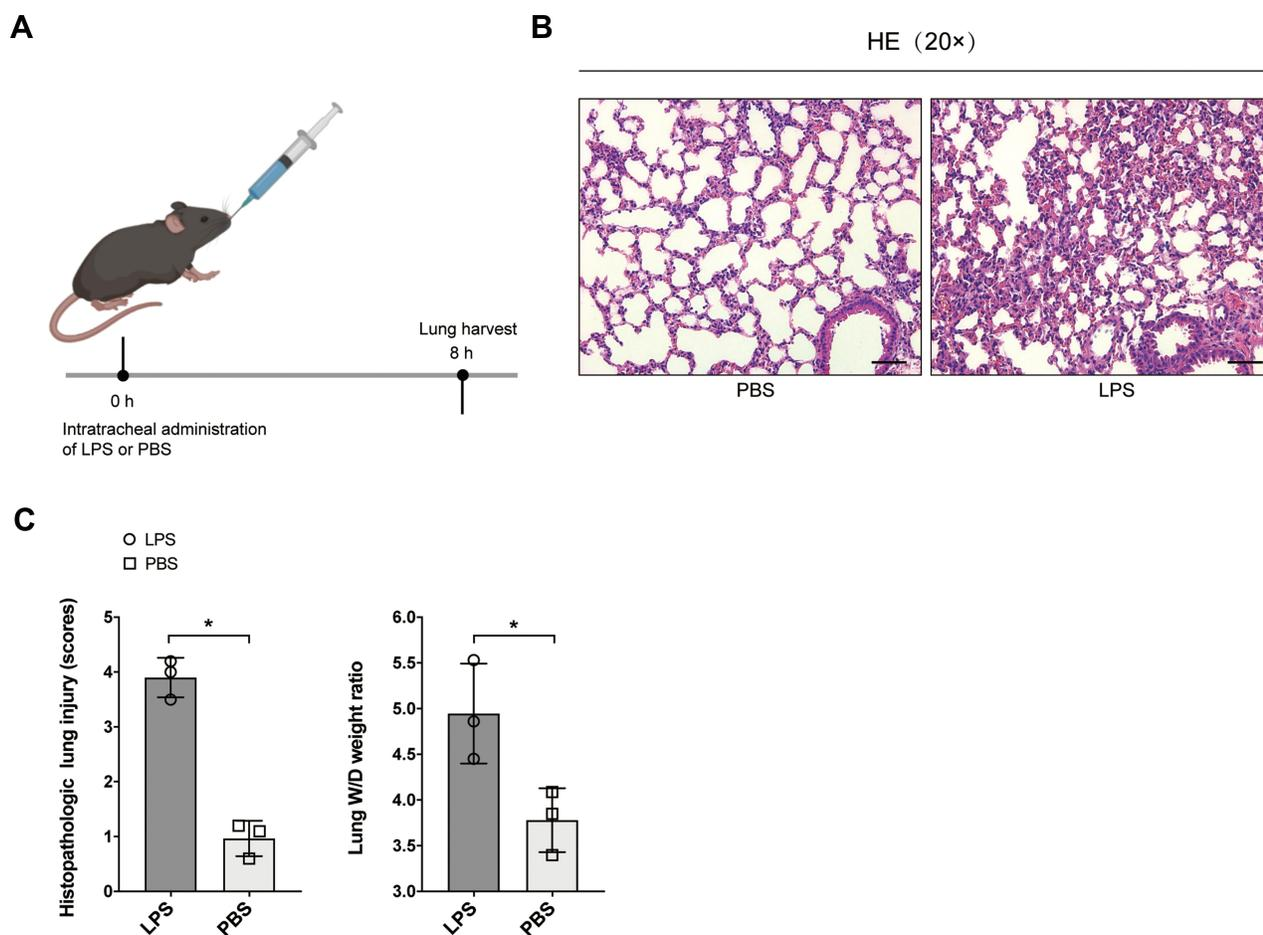 A
Lung harvest
8 h
0 h
Intratracheal administration
of LPS or PBS
B
HE（20×）
PBS
LPS
C
LPS
PBS
Histopathologic lung injury (scores)
5
4
3
2
1
0
*
LPS
PBS
Lung W/D weight ratio
6.0
5.5
5.0
4.5
4.0
3.5
3.0
*
LPS
PBS